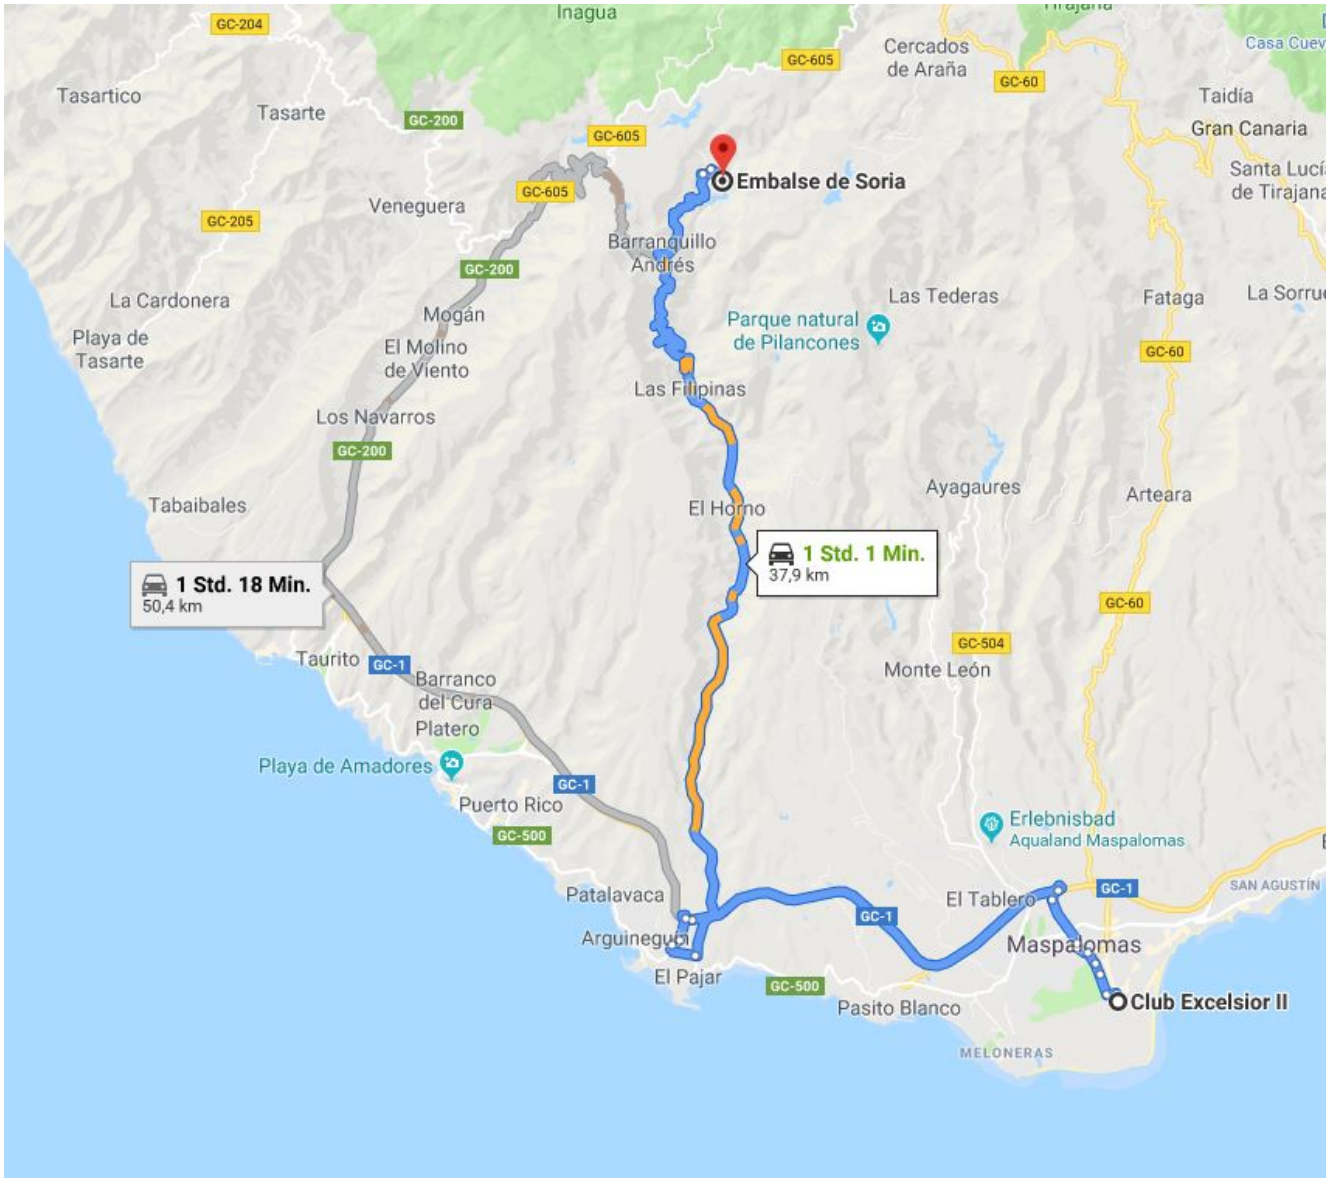 Inagua
Tirajana
GC-204
Cercados
de Araña
Casa Cuev
GC-605
GC-60
Tasartico
Tasarte
GC-200
GC-605
Taidía
Gran Canaria
Embalse de Soria
Santa Lucía
de Tirajana
GC-605
Veneguera
GC-205
Barranquillo
Andrés
GC-200
La Cardonera
Las Tederas
Fataga
La Sorrue
Mogán
Parque natural
de Pilancones
Playa de
Tasarte
El Molino
de Viento
GC-60
Las Filipinas
Los Navarros
GC-200
Ayagaures
Arteara
Tabaibales
El Horno
1 Std. 1 Min.
37,9 km
1 Std. 18 Min.
50,4 km
GC-60
GC-504
Taurito
GC-1
Monte León
Barranco
del Cura
Platero
Playa de Amadores
GC-1
Puerto Rico
GC-500
Erlebnisbad
Aqualand Maspalomas
Patalavaca
El Tablero
GC-1
SAN AGUSTÍN
GC-1
Arguineguín
Maspalomas
El Pajar
GC-500
Pasito Blanco
Club Excelsior II
MELONERAS